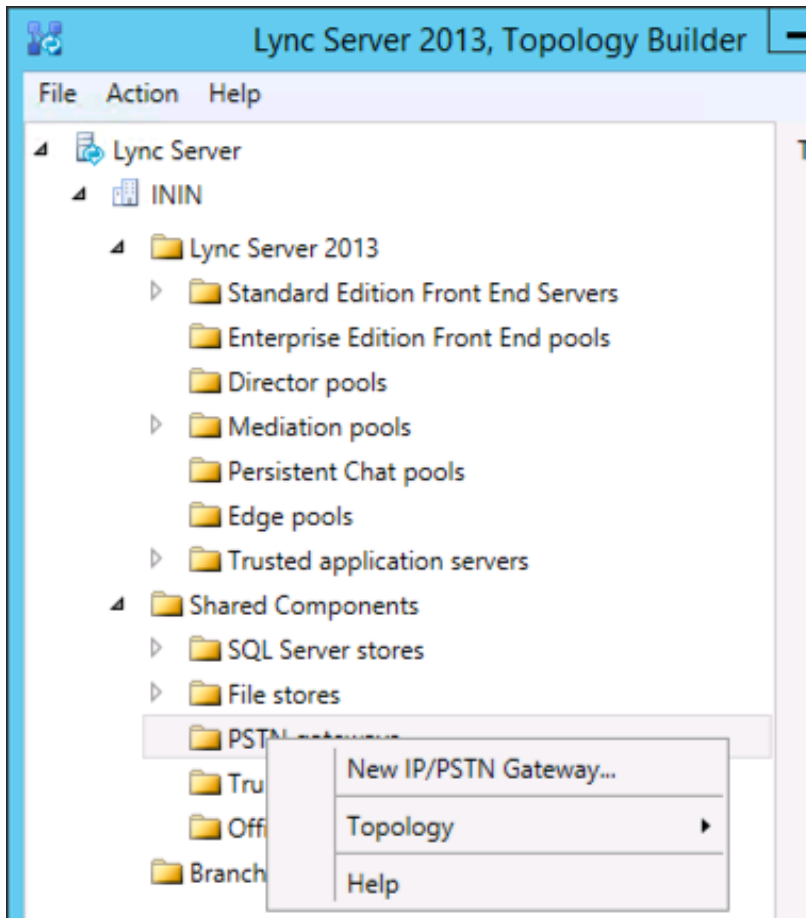 Lync Server 2013, Topology Builder
File Action Help
Lync Server
ININ
Lync Server 2013
Standard Edition Front End Servers
Enterprise Edition Front End pools
Director pools
Mediation pools
Persistent Chat pools
Edge pools
Trusted application servers
Shared Components
SQL Server stores
File stores
PSTN gateways
New IP/PSTN Gateway...
Tru
Topology
Offi
Branch
Help
T